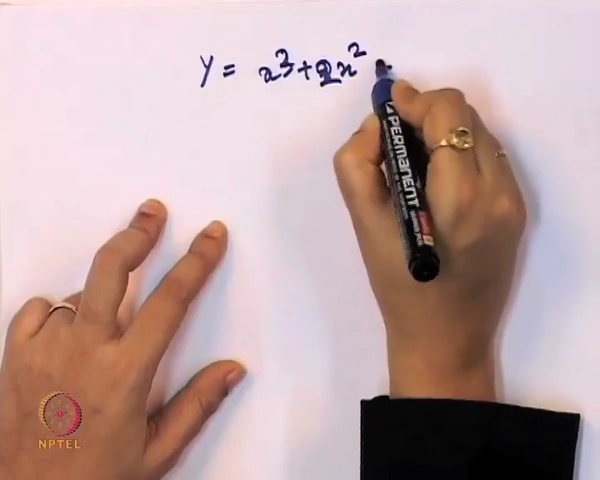 y = x³+2x²
PERMANENT
NPTEL